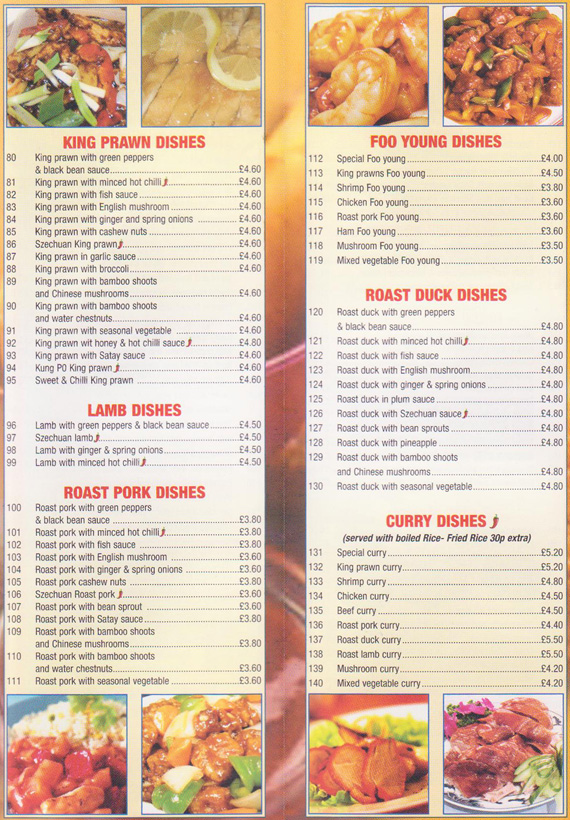 KING PRAWN DISHES
80 King prawn with green peppers
& black bean sauce £4.60
81 King prawn with minced hot chilli £4.60
82 King prawn with fish sauce £4.60
83 King prawn with English mushroom £4.60
84 King prawn with ginger and spring onions £4.60
85 King prawn with cashew nuts £4.60
86 Szechuan King prawn £4.60
87 King prawn in garlic sauce £4.60
88 King prawn with broccoli £4.60
89 King prawn with bamboo shoots
and Chinese mushrooms £4.60
90 King prawn with bamboo shoots
and water chestnuts £4.60
91 King prawn with seasonal vegetable £4.60
92 King prawn wit honey & hot chilli sauce £4.80
93 King prawn with Satay sauce £4.60
94 Kung PO King prawn £4.60
95 Sweet & Chilli King prawn £4.60
LAMB DISHES
96 Lamb with green peppers & black bean sauce £4.50
97 Szechuan lamb £4.50
98 Lamb with ginger & spring onions £4.50
99 Lamb with minced hot chilli £4.50
ROAST PORK DISHES
100 Roast pork with green peppers
& black bean sauce £3.80
101 Roast pork with minced hot chilli £3.80
102 Roast pork with fish sauce £3.80
103 Roast pork with English mushroom £3.60
104 Roast pork with ginger & spring onions £3.60
105 Roast pork cashew nuts £3.80
106 Szechuan Roast pork £3.60
107 Roast pork with bean sprout £3.60
108 Roast pork with Satay sauce £3.80
109 Roast pork with bamboo shoots
and Chinese mushrooms £3.80
110 Roast pork with bamboo shoots
and water chestnuts £3.60
111 Roast pork with seasonal vegetable £3.60
FOO YOUNG DISHES
112 Special Foo young £4.00
113 King prawns Foo young £4.50
114 Shrimp Foo young £3.80
115 Chicken Foo young £3.60
116 Roast pork Foo young £3.60
117 Ham Foo young £3.60
118 Mushroom Foo young £3.50
119 Mixed vegetable Foo young £3.50
ROAST DUCK DISHES
120 Roast duck with green peppers
& black bean sauce £4.80
121 Roast duck with minced hot chilli £4.80
122 Roast duck with fish sauce £4.80
123 Roast duck with English mushroom £4.80
124 Roast duck with ginger & spring onions £4.80
125 Roast duck in plum sauce £4.80
126 Roast duck with Szechuan sauce £4.80
127 Roast duck with bean sprouts £4.80
128 Roast duck with pineapple £4.80
129 Roast duck with bamboo shoots
and Chinese mushrooms £4.80
130 Roast duck with seasonal vegetable £4.80
CURRY DISHES
(served with boiled Rice- Fried Rice 30p extra)
131 Special curry £5.20
132 King prawn curry £5.20
133 Shrimp curry £4.80
134 Chicken curry £4.50
135 Beef curry £4.50
136 Roast pork curry £4.40
137 Roast duck curry £5.50
138 Roast lamb curry £5.50
139 Mushroom curry £4.20
140 Mixed vegetable curry £4.20